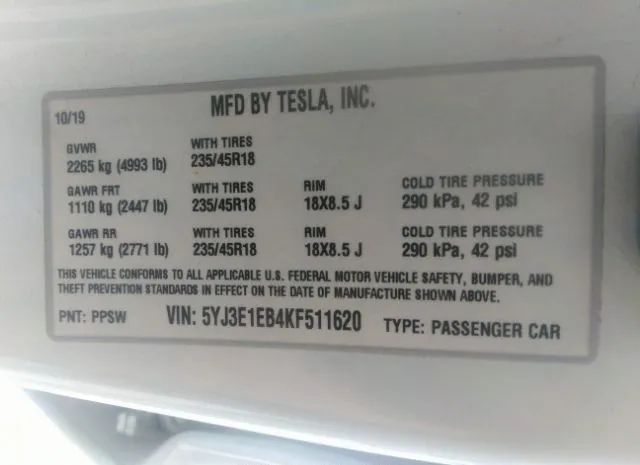 10/19 MFD BY TESLA, INC.
GVWR WITH TIRES
2265 kg (4993 lb) 235/45R18
GAWR FRT WITH TIRES RIM COLD TIRE PRESSURE
1110 kg (2447 lb) 235/45R18 18X8.5 J 290 kPa, 42 psi
GAWR RR WITH TIRES RIM COLD TIRE PRESSURE
1257 kg (2771 lb) 235/45R18 18X8.5 J 290 kPa, 42 psi
THIS VEHICLE CONFORMS TO ALL APPLICABLE U.S. FEDERAL MOTOR VEHICLE SAFETY, BUMPER, AND
THEFT PREVENTION STANDARDS IN EFFECT ON THE DATE OF MANUFACTURE SHOWN ABOVE.
PNT: PPSW VIN: 5YJ3E1EB4KF511620 TYPE: PASSENGER CAR